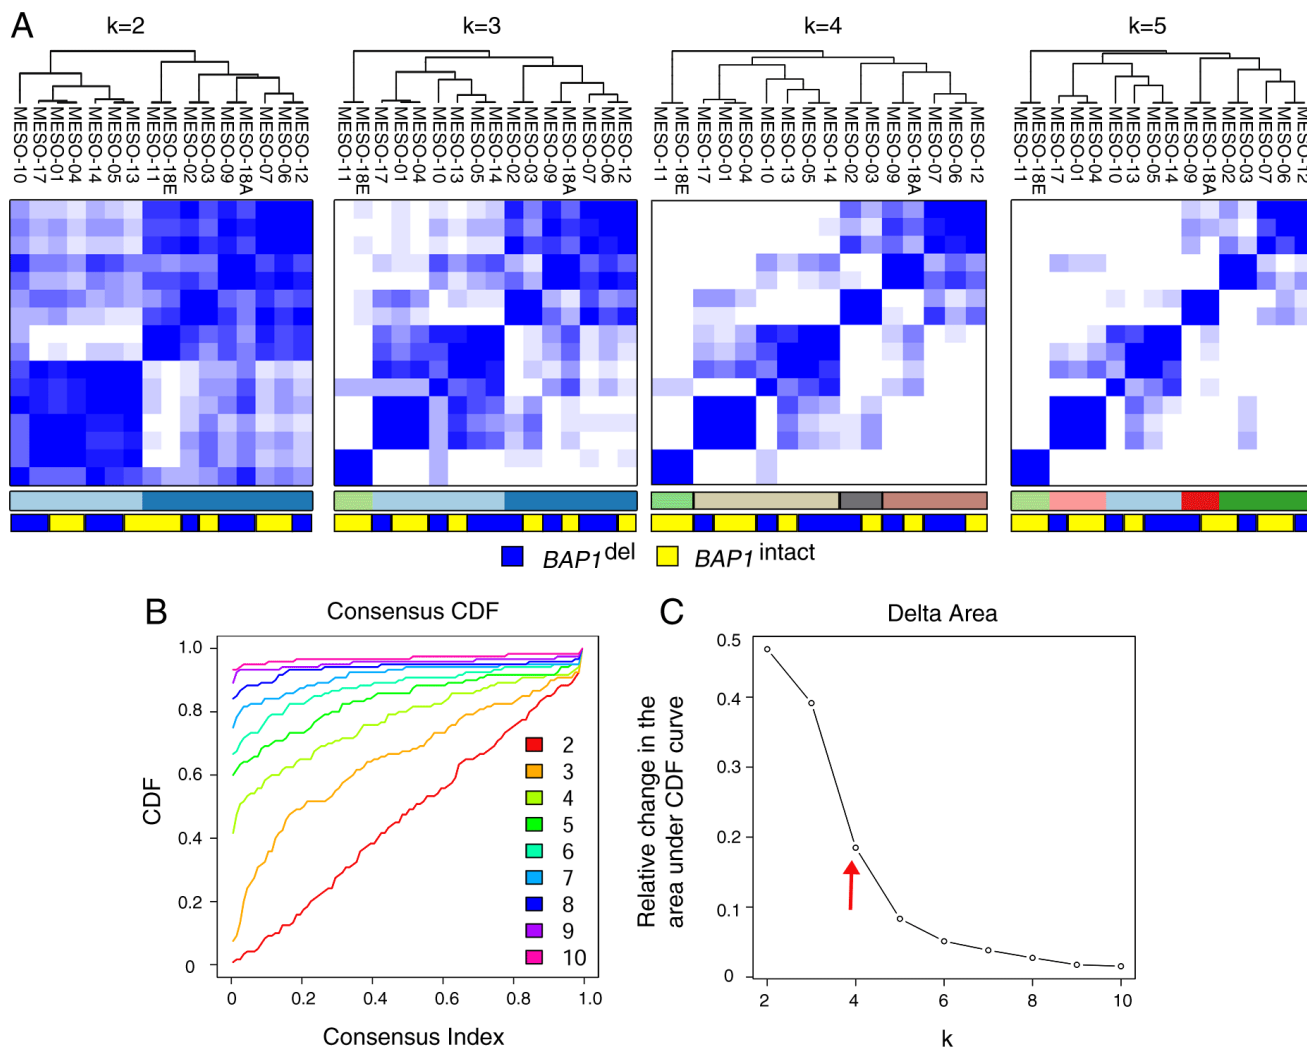 A
k=2
k=3
k=4
k=5
MESO-10
MESO-17
MESO-01
MESO-04
MESO-14
MESO-05
MESO-13
MESO-11
MESO-18E
MESO-02
MESO-03
MESO-09
MESO-18A
MESO-07
MESO-06
MESO-12
MESO-11
MESO-18E
MESO-17
MESO-01
MESO-04
MESO-10
MESO-13
MESO-05
MESO-14
MESO-02
MESO-03
MESO-09
MESO-18A
MESO-07
MESO-06
MESO-12
MESO-11
MESO-18E
MESO-17
MESO-01
MESO-04
MESO-10
MESO-13
MESO-05
MESO-14
MESO-02
MESO-03
MESO-09
MESO-18A
MESO-07
MESO-06
MESO-12
MESO-11
MESO-18E
MESO-17
MESO-01
MESO-04
MESO-10
MESO-13
MESO-05
MESO-14
MESO-09
MESO-18A
MESO-02
MESO-03
MESO-07
MESO-06
MESO-12
BAP1 del
BAP1 intact
B
Consensus CDF
CDF
1.0
0.8
0.6
0.4
0.2
0
0
0.2
0.4
0.6
0.8
1.0
Consensus Index
2
3
4
5
6
7
8
9
10
C
Delta Area
Relative change in the
area under CDF curve
0.5
0.4
0.3
0.2
0.1
0
2
4
6
8
10
k